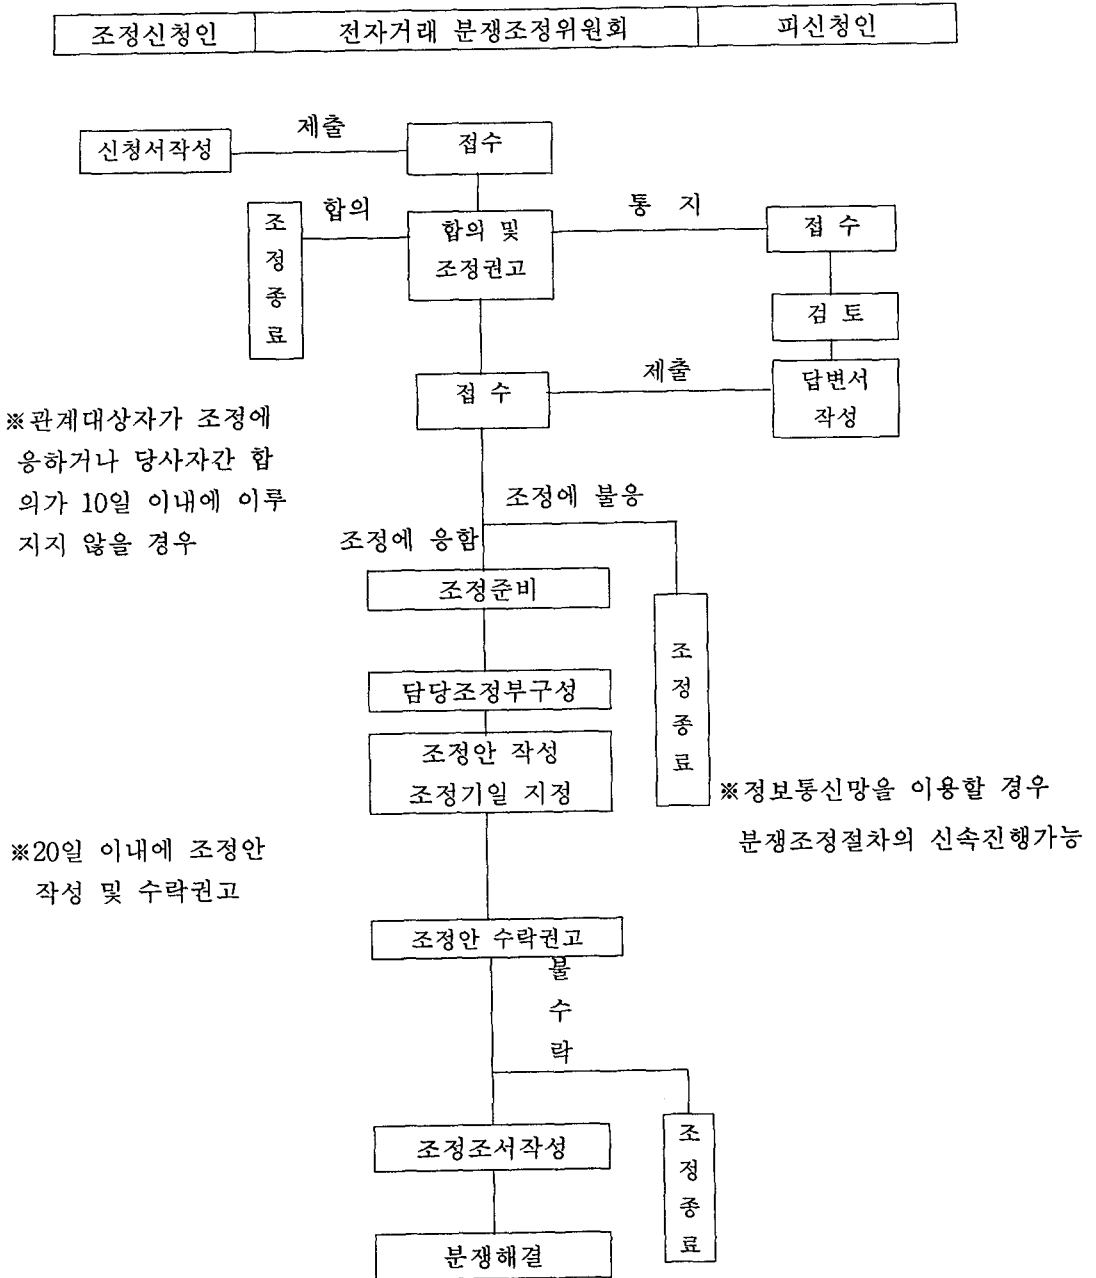 조정신청인 전자거래 분쟁조정위원회 피신청인
신청서작성
제출
접수
조정종료
합의
합의 및
조정권고
통 지
접 수
검 토
답변서
작성
제출
접 수
※관계대상자가 조정에
응하거나 당사자간 합
의가 10일 이내에 이루
지지 않을 경우
조정에 불응
조정에 응함
조정준비
조정종료
담당조정부구성
조정안 작성
조정기일 지정
※정보통신망을 이용할 경우
분쟁조정절차의 신속진행가능
※20일 이내에 조정안
작성 및 수락권고
조정안 수락권고
불수락
조정조서작성
조정종료
분쟁해결